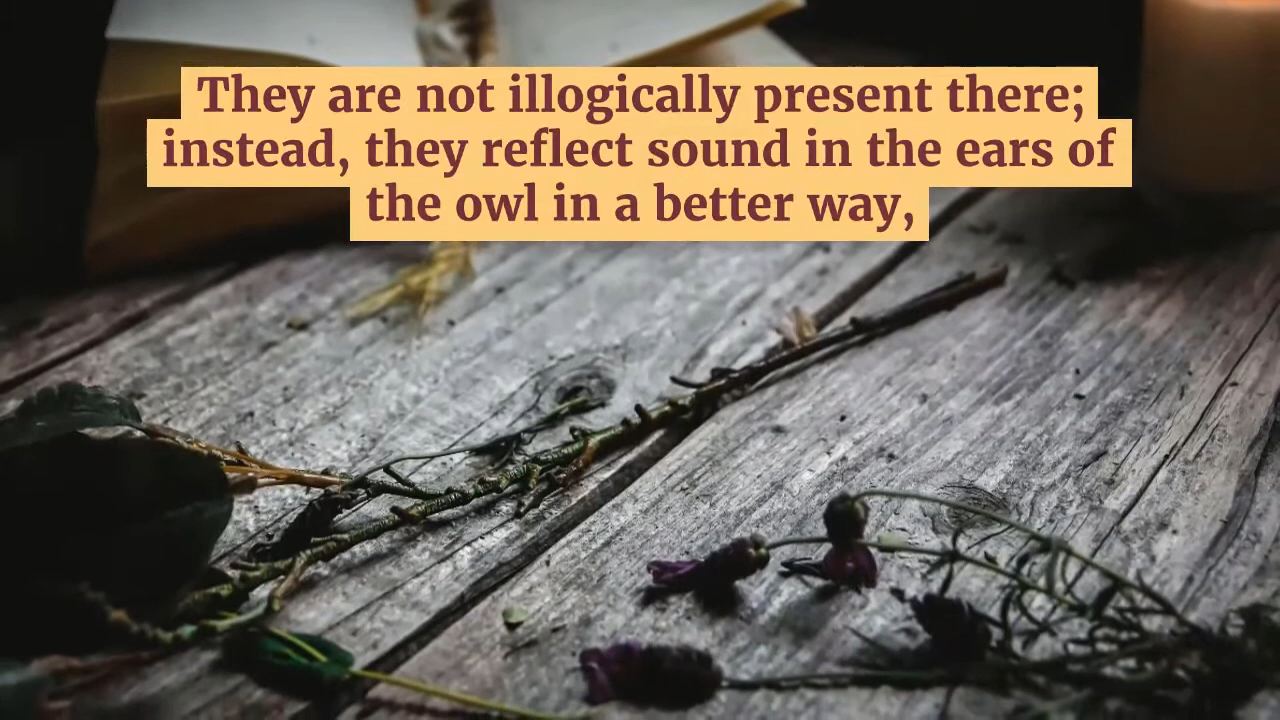 They are not illogically present there;
instead, they reflect sound in the ears of
the owl in a better way,